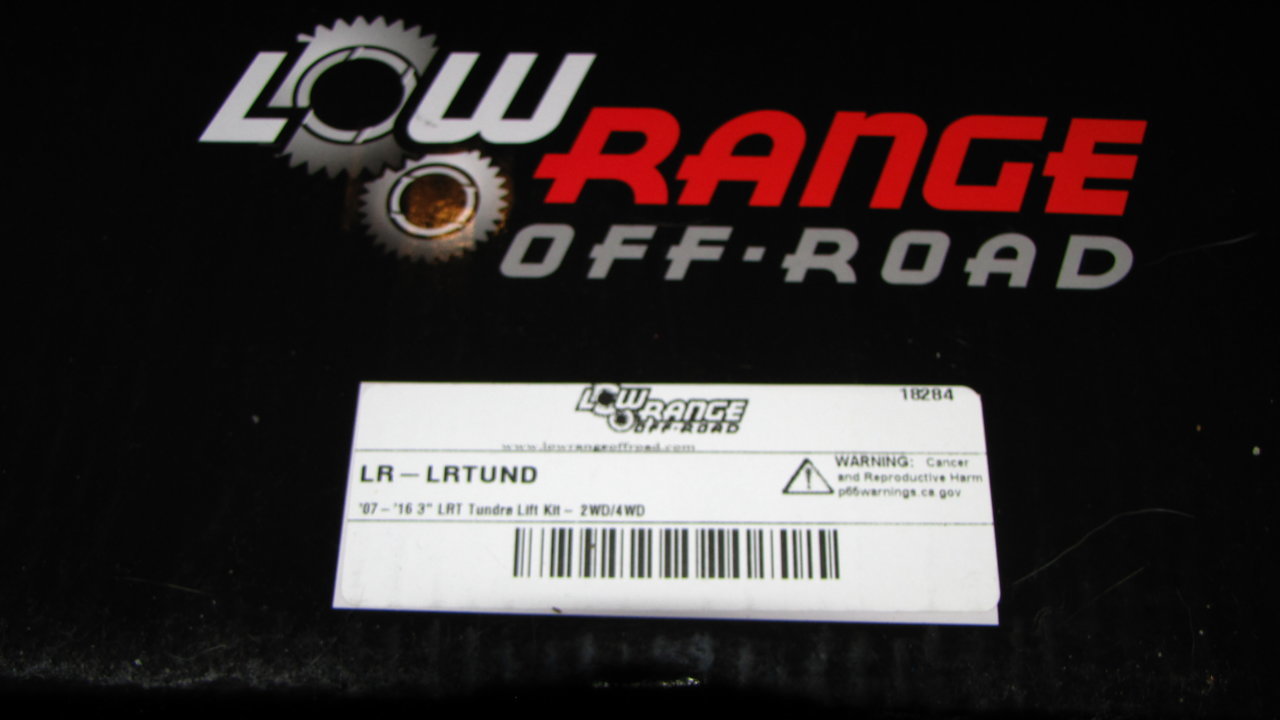 LOW RANGE
OFF-ROAD
LOW RANGE
OFF-ROAD
18284
www.lowrangeoffroad.com
LR-LRTUND
'07-'16 3" LRT Tundra Lift Kit - 2WD/4WD
WARNING: Cancer
and Reproductive Harm
p65warnings.ca.gov